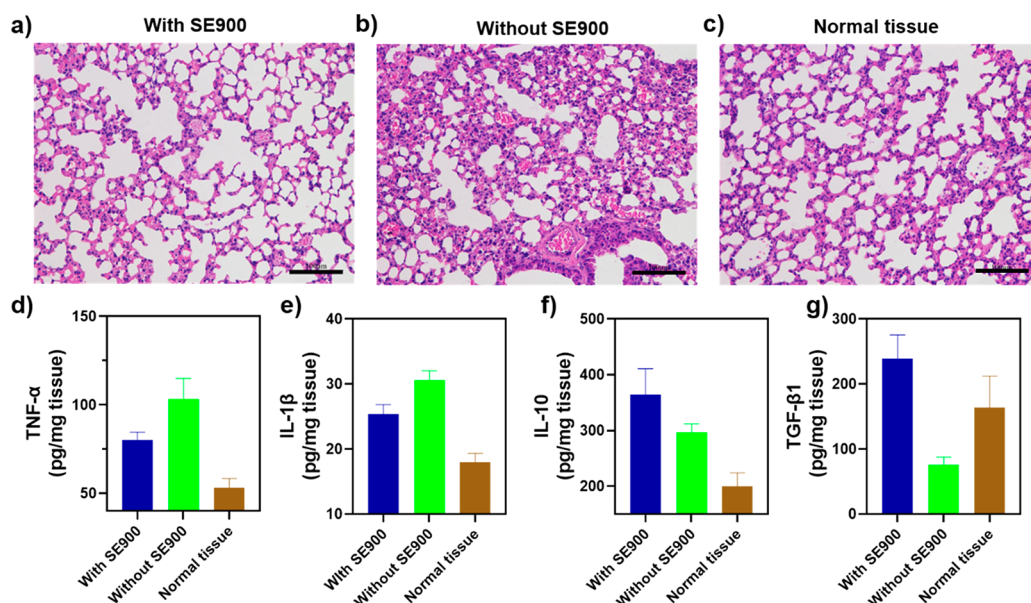 a) With SE900
b) Without SE900
c) Normal tissue
d)
TNF-α
(pg/mg tissue)
150
100
50
With SE900
Without SE900
Normal tissue
e)
IL-1β
(pg/mg tissue)
40
30
20
10
With SE900
Without SE900
Normal tissue
f)
IL-10
(pg/mg tissue)
400
300
200
With SE900
Without SE900
Normal tissue
g)
TGF-β1
(pg/mg tissue)
300
200
100
0
With SE900
Without SE900
Normal tissue